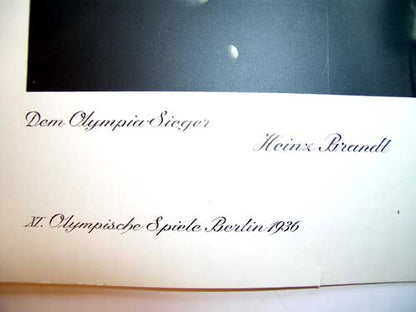 Dem Olympia-Sieger
Heinz Brandt
XI. Olympische Spiele Berlin 1936